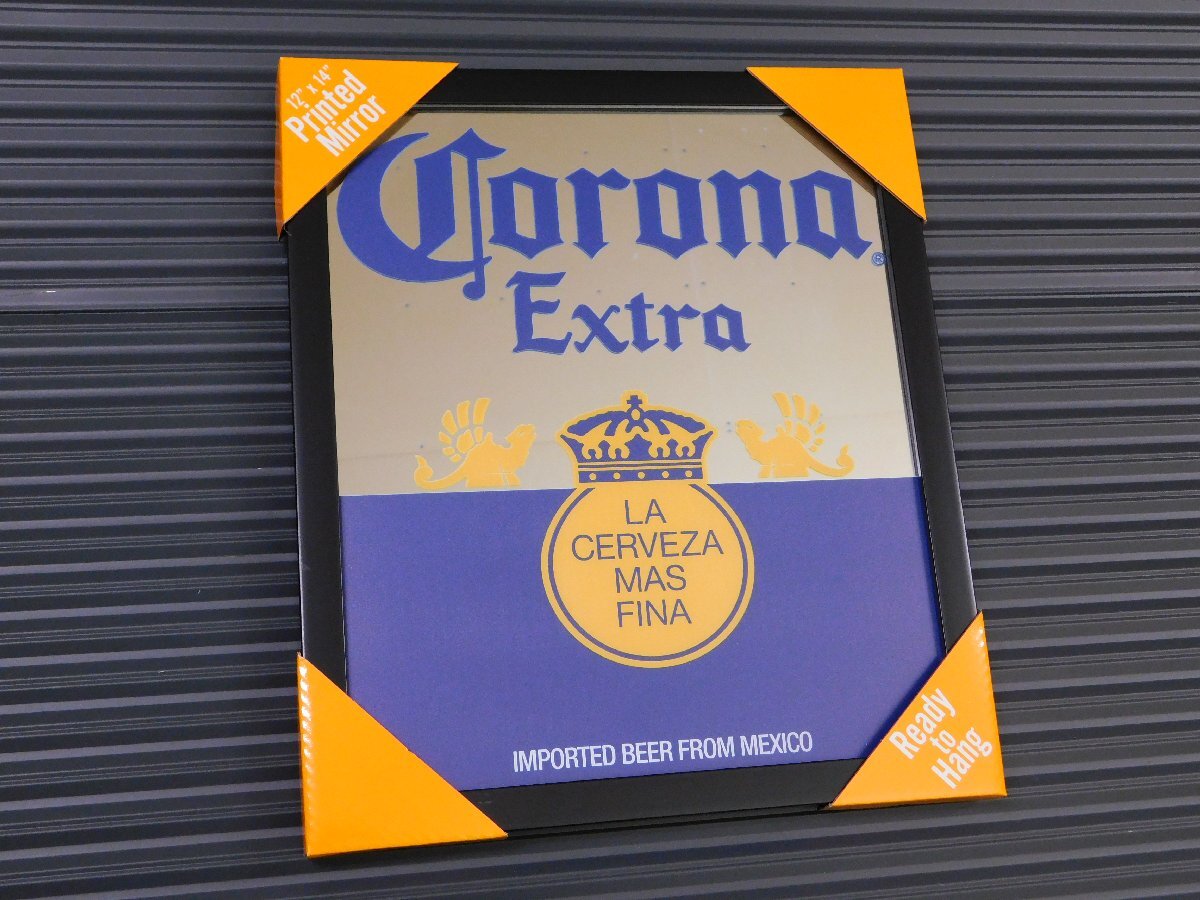 12" x 14"
Printed
Mirror
Corona
®
Extra
LA
CERVEZA
MAS
FINA
IMPORTED BEER FROM MEXICO
Ready
to
Hang